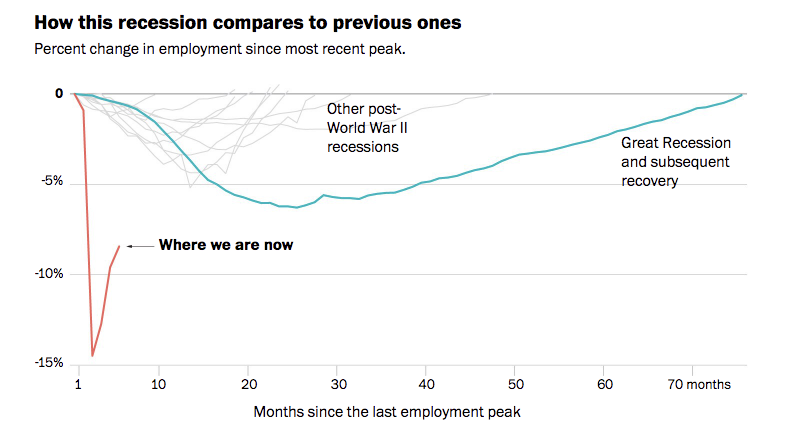 How this recession compares to previous ones
Percent change in employment since most recent peak.
0
Other post-
World War II
recessions
Great Recession
and subsequent
recovery
-5%
Where we are now
-10%
-15%
1 10 20 30 40 50 60 70 months
Months since the last employment peak